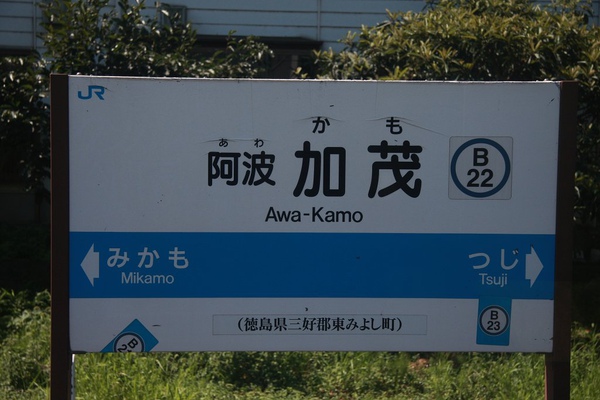 JR
あわ かも
阿波 加茂
B
22
Awa-Kamo
みかも つじ
Mikamo Tsuji
B
23
(徳島県三好郡東みよし町)
B